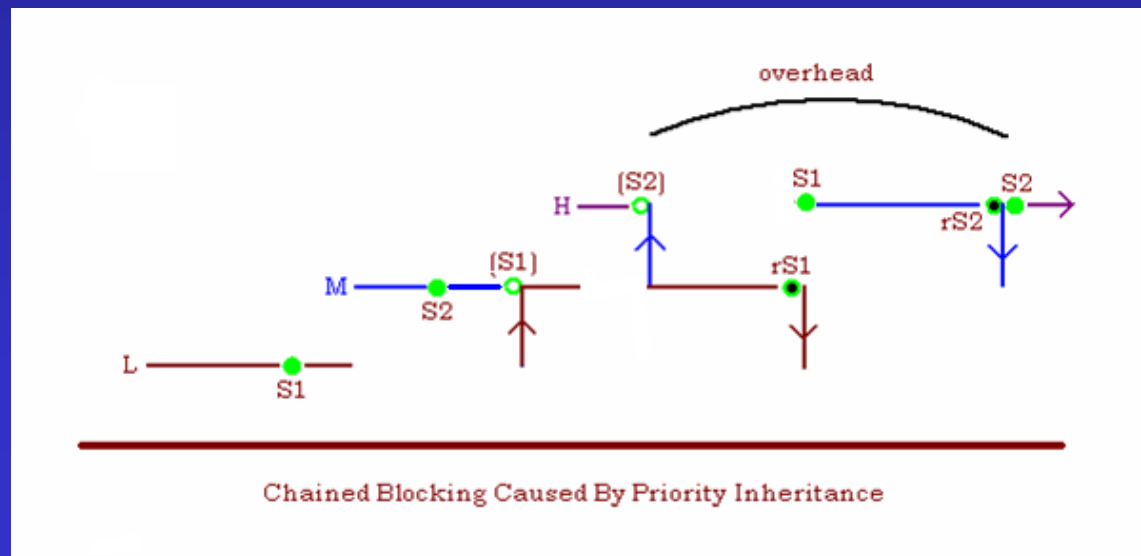 overhead
(S2)
S1
S2
H
rS2
(S1)
rS1
M
S2
L
S1
Chained Blocking Caused By Priority Inheritance